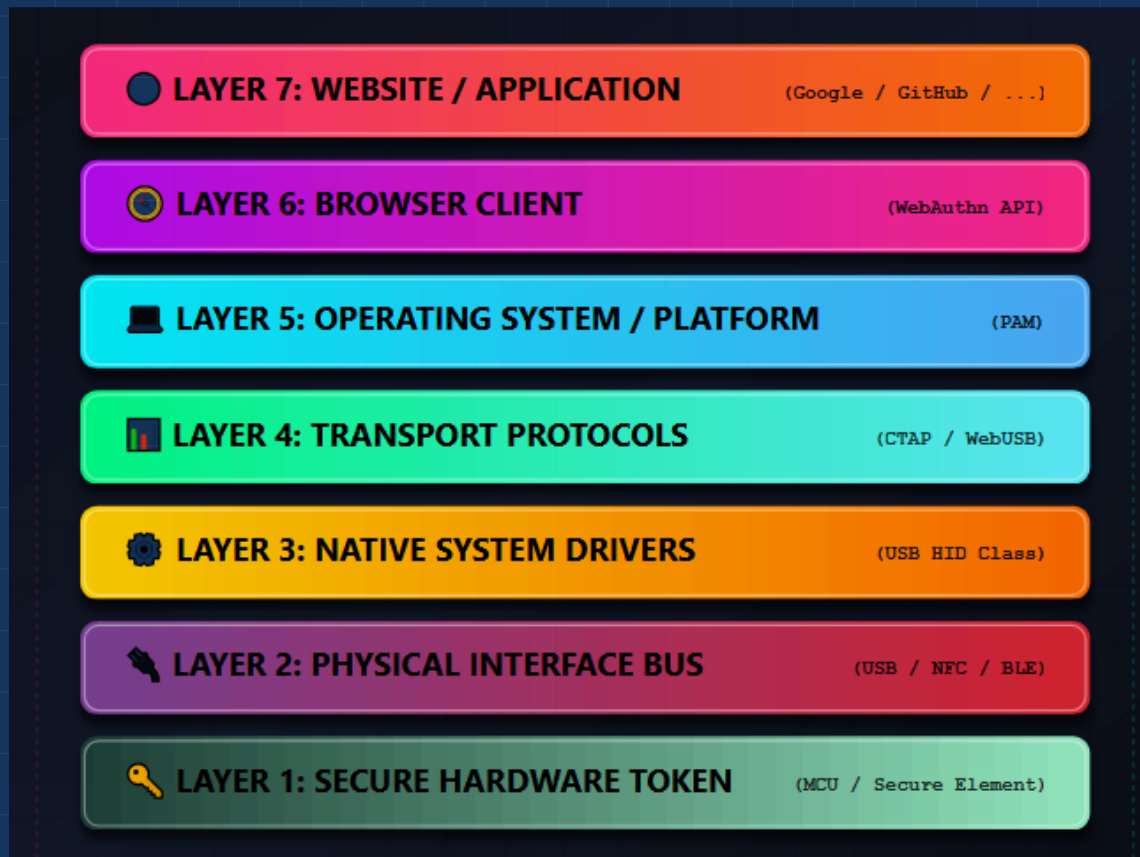 LAYER 7: WEBSITE / APPLICATION (Google / GitHub / ...)
LAYER 6: BROWSER CLIENT (WebAuthn API)
LAYER 5: OPERATING SYSTEM / PLATFORM (PAM)
LAYER 4: TRANSPORT PROTOCOLS (CTAP / WebUSB)
LAYER 3: NATIVE SYSTEM DRIVERS (USB HID Class)
LAYER 2: PHYSICAL INTERFACE BUS (USB / NFC / BLE)
LAYER 1: SECURE HARDWARE TOKEN (MCU / Secure Element)